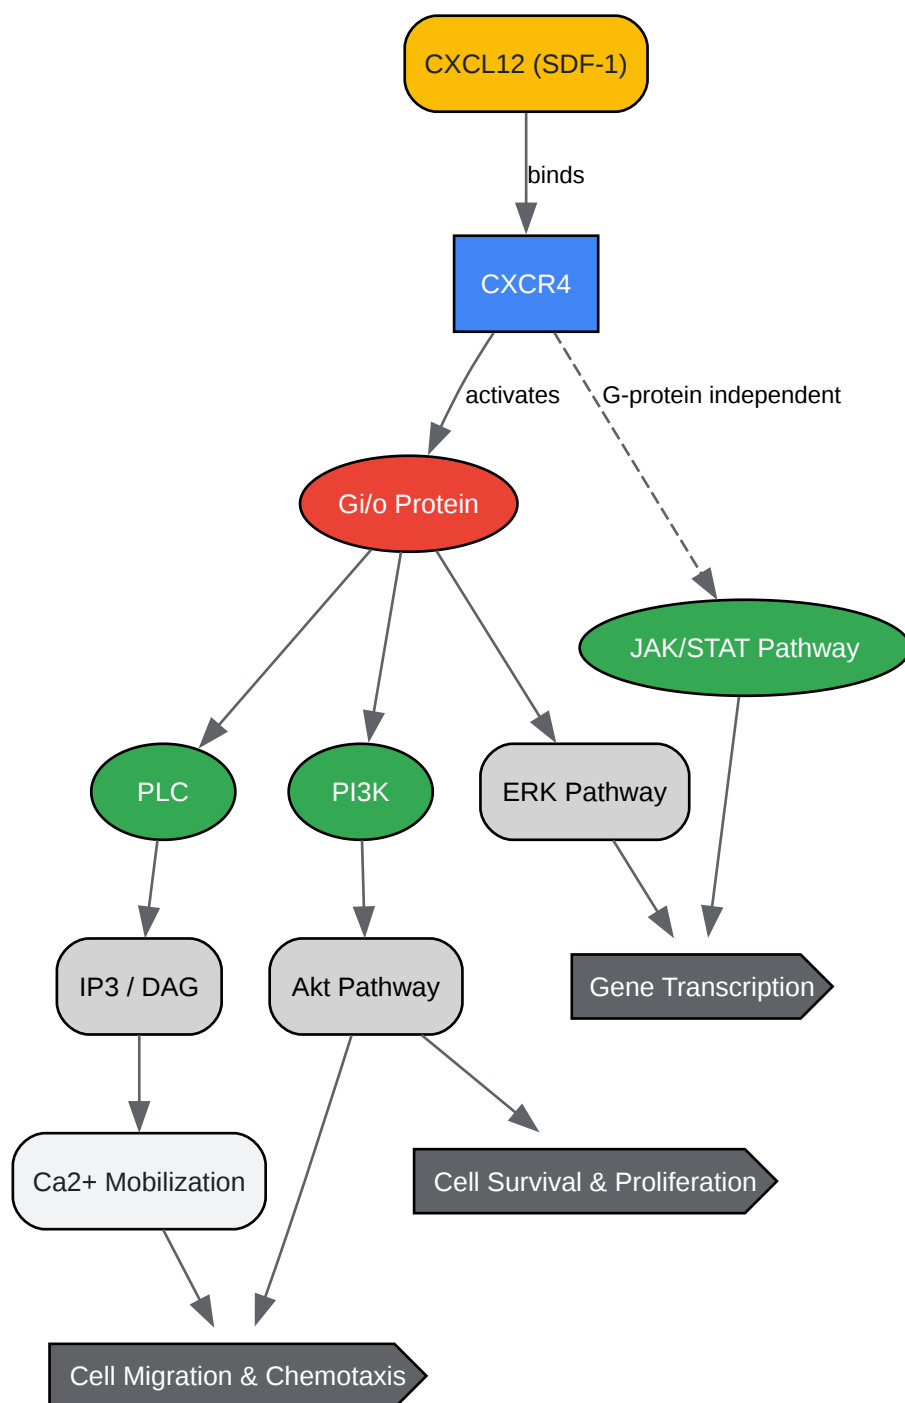 CXCL12 (SDF-1)
binds
CXCR4
activates
G-protein independent
Gi/o Protein
JAK/STAT Pathway
PLC
PI3K
ERK Pathway
IP3 / DAG
Akt Pathway
Gene Transcription
Ca2+ Mobilization
Cell Survival & Proliferation
Cell Migration & Chemotaxis